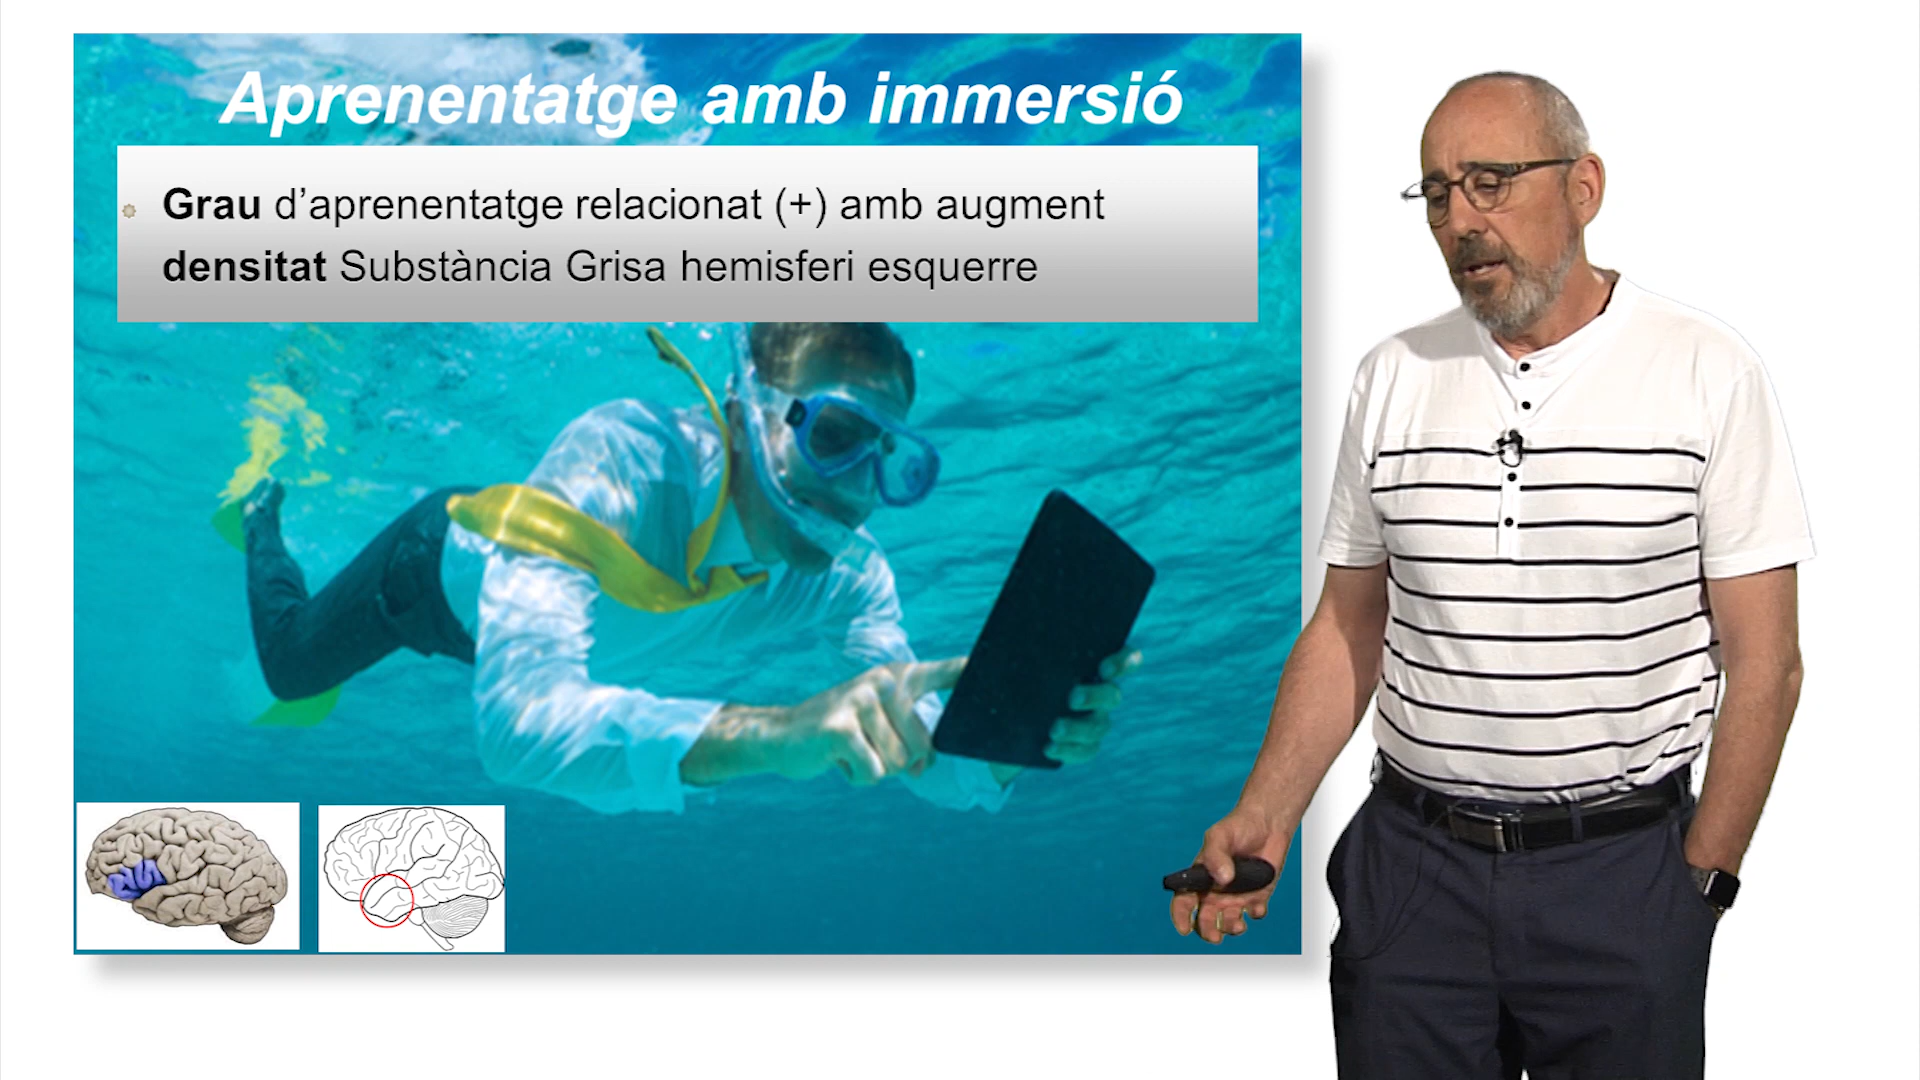 Aprenentatge amb immersió
Grau d’aprenentatge relacionat (+) amb augment
densitat Substància Grisa hemisferi esquerre